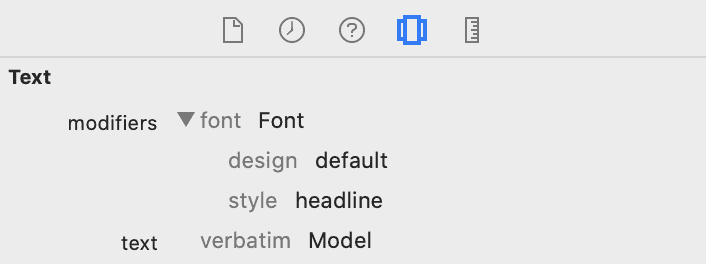 Text
modifiers ▼ font Font
design default
style headline
text verbatim Model